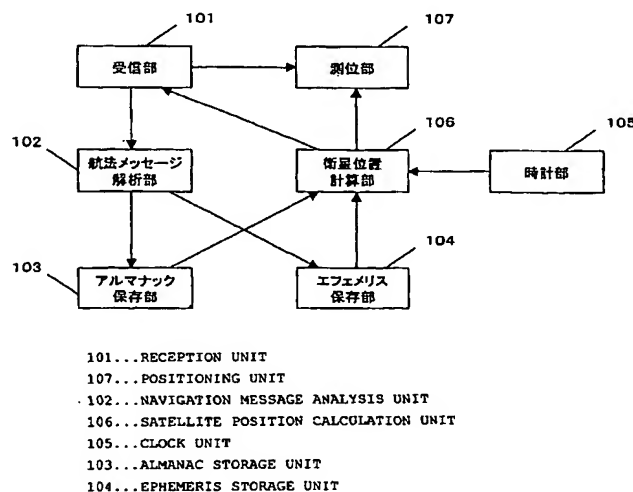 101
107
受信部
測位部
106
105
102
航法メッセージ
解析部
衛星位置
計算部
時計部
104
103
アルマナック
保存部
エフェメリス
保存部
101...RECEPTION UNIT
107...POSITIONING UNIT
102...NAVIGATION MESSAGE ANALYSIS UNIT
106...SATELLITE POSITION CALCULATION UNIT
105...CLOCK UNIT
103...ALMANAC STORAGE UNIT
104...EPHEMERIS STORAGE UNIT